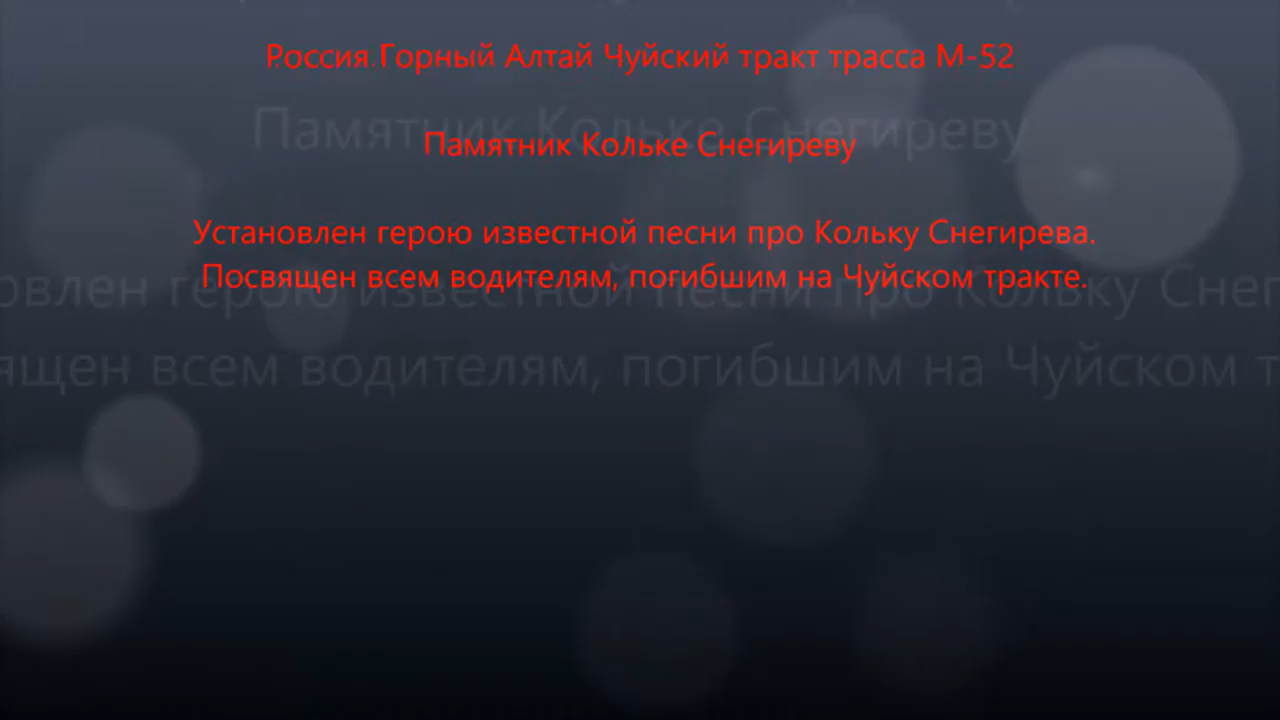 Россия.Горный Алтай Чуйский тракт трасса М-52
Памятник Кольке Снегиреву
Установлен герою известной песни про Кольку Снегирева.
Посвящен всем водителям, погибшим на Чуйском тракте.